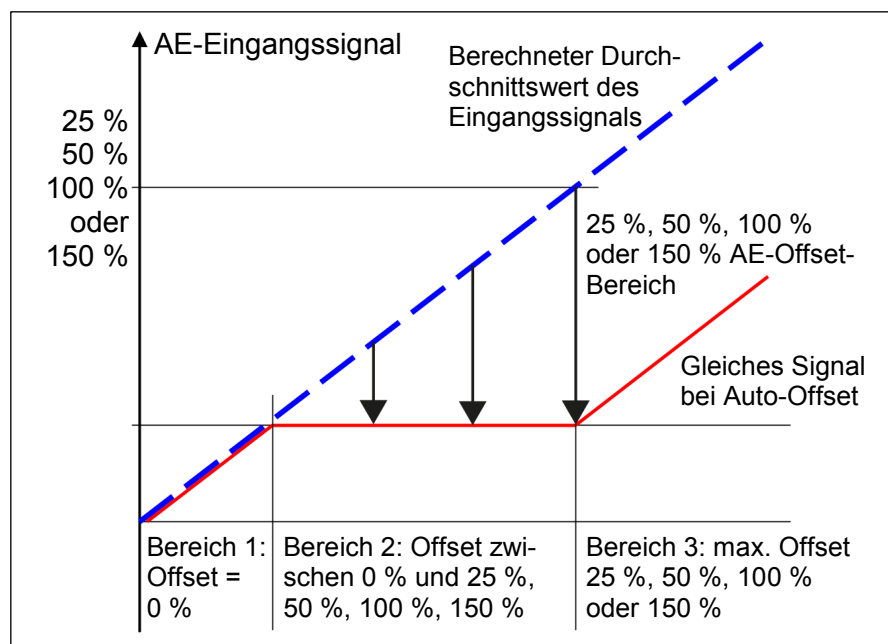 AE-Eingangssignal
Berechneter Durch-
schnittswert des
Eingangssignals
25 %
50 %
100 %
oder
150 %
25 %, 50 %, 100 %
oder 150 % AE-Offset-
Bereich
Gleiches Signal
bei Auto-Offset
Bereich 1:
Offset =
0 %
Bereich 2: Offset zwi-
schen 0 % und 25 %,
50 %, 100 %, 150 %
Bereich 3: max. Offset
25 %, 50 %, 100 %
oder 150 %